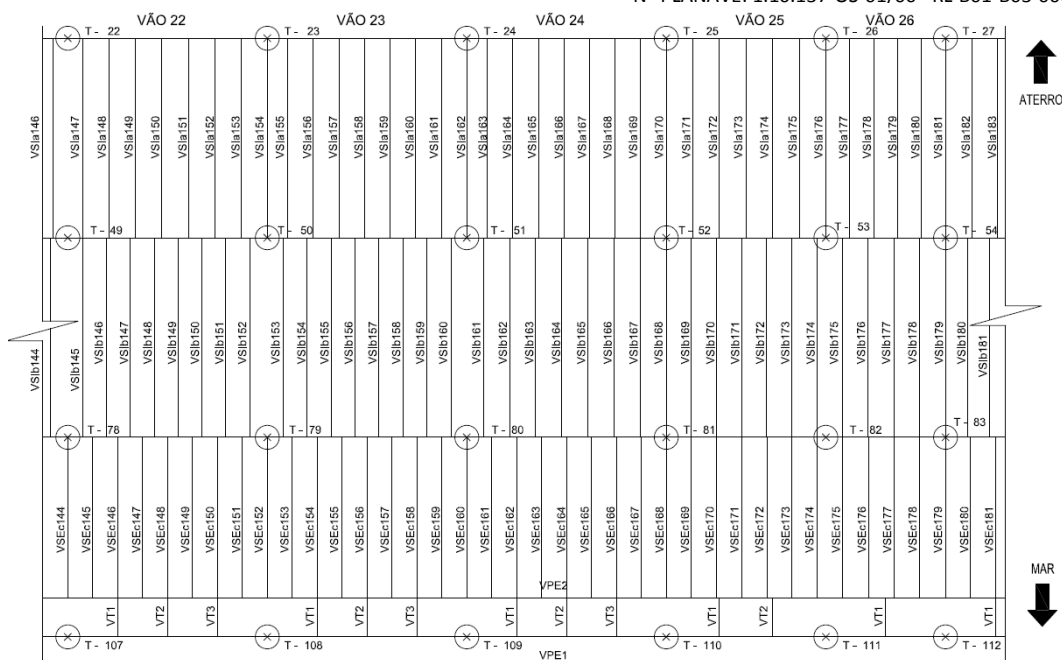 VÃO 22 VÃO 23 VÃO 24 VÃO 25 VÃO 26
T - 22 T - 23 T - 24 T - 25 T - 26 T - 27
ATERRO
VSIa146 VSIa147 VSIa148 VSIa149 VSIa150 VSIa151 VSIa152 VSIa153 VSIa154 VSIa155 VSIa156 VSIa157 VSIa158 VSIa159 VSIa160 VSIa161 VSIa162 VSIa163 VSIa164 VSIa165 VSIa166 VSIa167 VSIa168 VSIa169 VSIa170 VSIa171 VSIa172 VSIa173 VSIa174 VSIa175 VSIa176 VSIa177 VSIa178 VSIa179 VSIa180 VSIa181 VSIa182 VSIa183
T - 49 T - 50 T - 51 T - 52 T - 53 T - 54
VSIb144 VSIb145 VSIb146 VSIb147 VSIb148 VSIb149 VSIb150 VSIb151 VSIb152 VSIb153 VSIb154 VSIb155 VSIb156 VSIb157 VSIb158 VSIb159 VSIb160 VSIb161 VSIb162 VSIb163 VSIb164 VSIb165 VSIb166 VSIb167 VSIb168 VSIb169 VSIb170 VSIb171 VSIb172 VSIb173 VSIb174 VSIb175 VSIb176 VSIb177 VSIb178 VSIb179 VSIb180 VSIb181
T - 78 T - 79 T - 80 T - 81 T - 82 T - 83
VSEc144 VSEc145 VSEc146 VSEc147 VSEc148 VSEc149 VSEc150 VSEc151 VSEc152 VSEc153 VSEc154 VSEc155 VSEc156 VSEc157 VSEc158 VSEc159 VSEc160 VSEc161 VSEc162 VSEc163 VSEc164 VSEc165 VSEc166 VSEc167 VSEc168 VSEc169 VSEc170 VSEc171 VSEc172 VSEc173 VSEc174 VSEc175 VSEc176 VSEc177 VSEc178 VSEc179 VSEc180 VSEc181
MAR
VPE2
VT1 VT2 VT3 VT1 VT2 VT3 VT1 VT2 VT3 VT1 VT2 VT1 VT1
T - 107 T - 108 T - 109 T - 110 T - 111 T - 112
VPE1